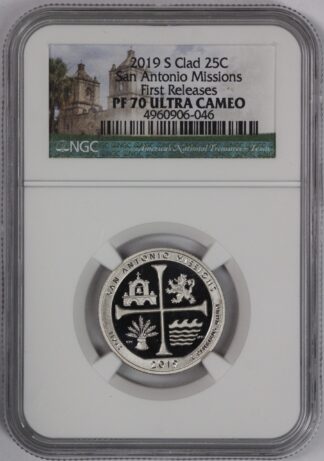 2019 S Clad 25C
San Antonio Missions
First Releases
PF 70 ULTRA CAMEO
4960906-046
NGC
America's National Treasures - Texas
SAN ANTONIO MISSIONS
2019